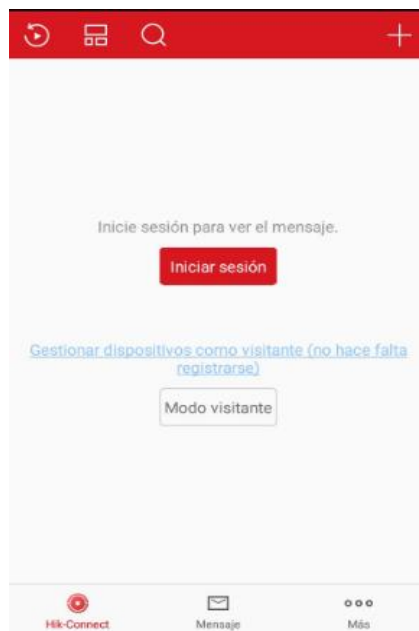 Inicie sesión para ver el mensaje.
Iniciar sesión
Gestionar dispositivos como visitante (no hace falta
registrarse)
Modo visitante
Hik-Connect
Mensaje
Más